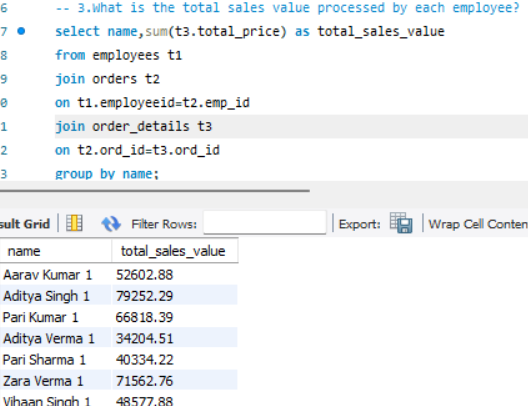 6 -- 3.What is the total sales value processed by each employee?
7 select name,sum(t3.total_price) as total_sales_value
8 from employees t1
9 join orders t2
0 on t1.employeeid=t2.emp_id
1 join order_details t3
2 on t2.ord_id=t3.ord_id
3 group by name;
sult Grid Filter Rows: Export: Wrap Cell Conten
name total_sales_value
Aarav Kumar 1 52602.88
Aditya Singh 1 79252.29
Pari Kumar 1 66818.39
Aditya Verma 1 34204.51
Pari Sharma 1 40334.22
Zara Verma 1 71562.76
Vihaan Singh 1 48577.88